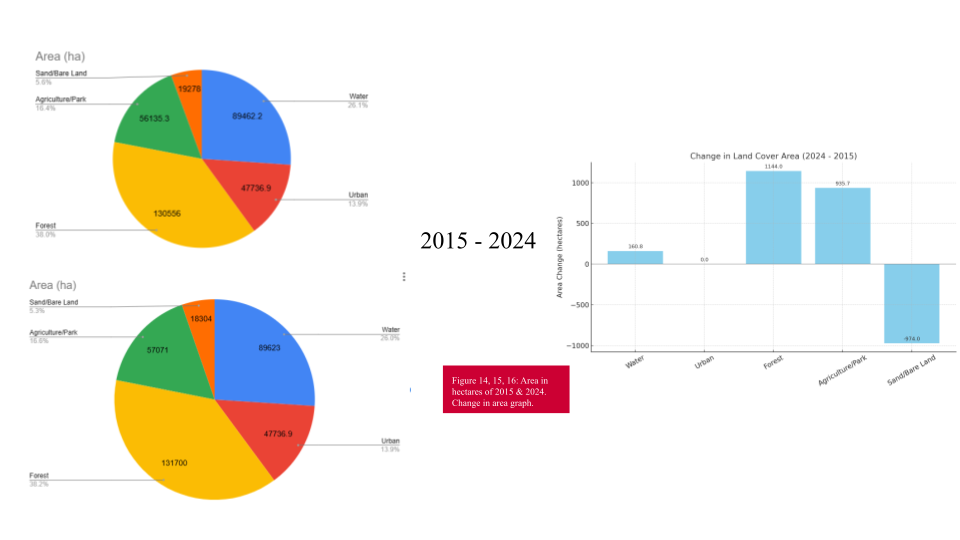 Area (ha)
Sand/Bare Land
5.6%
19278
Agriculture/Park
16.4%
56135.3
Water
26.1%
89462.2
Urban
13.9%
47736.9
Forest
38.0%
130556
2015 - 2024
Area (ha)
Sand/Bare Land
5.3%
18304
Agriculture/Park
16.6%
57071
Water
89623
Urban
47736.9
Forest
38.2%
131700
Figure 14, 15, 16: Area in
hectares of 2015 & 2024.
Change in area graph.
Change in Land Cover Area (2024 - 2015)
Area Change (hectares)
1000
500
0
−500
−1000
160.8
0.0
1144.0
935.7
-974.0
Water
Urban
Forest
Agriculture/Park
Sand/Bare Land